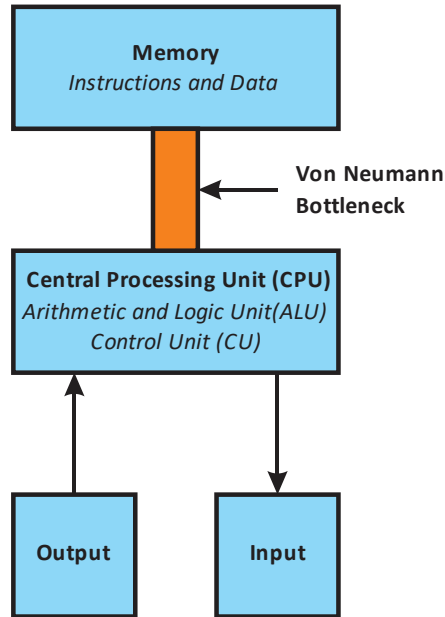 Memory
Instructions and Data
Von Neumann
Bottleneck
Central Processing Unit (CPU)
Arithmetic and Logic Unit(ALU)
Control Unit (CU)
Output
Input